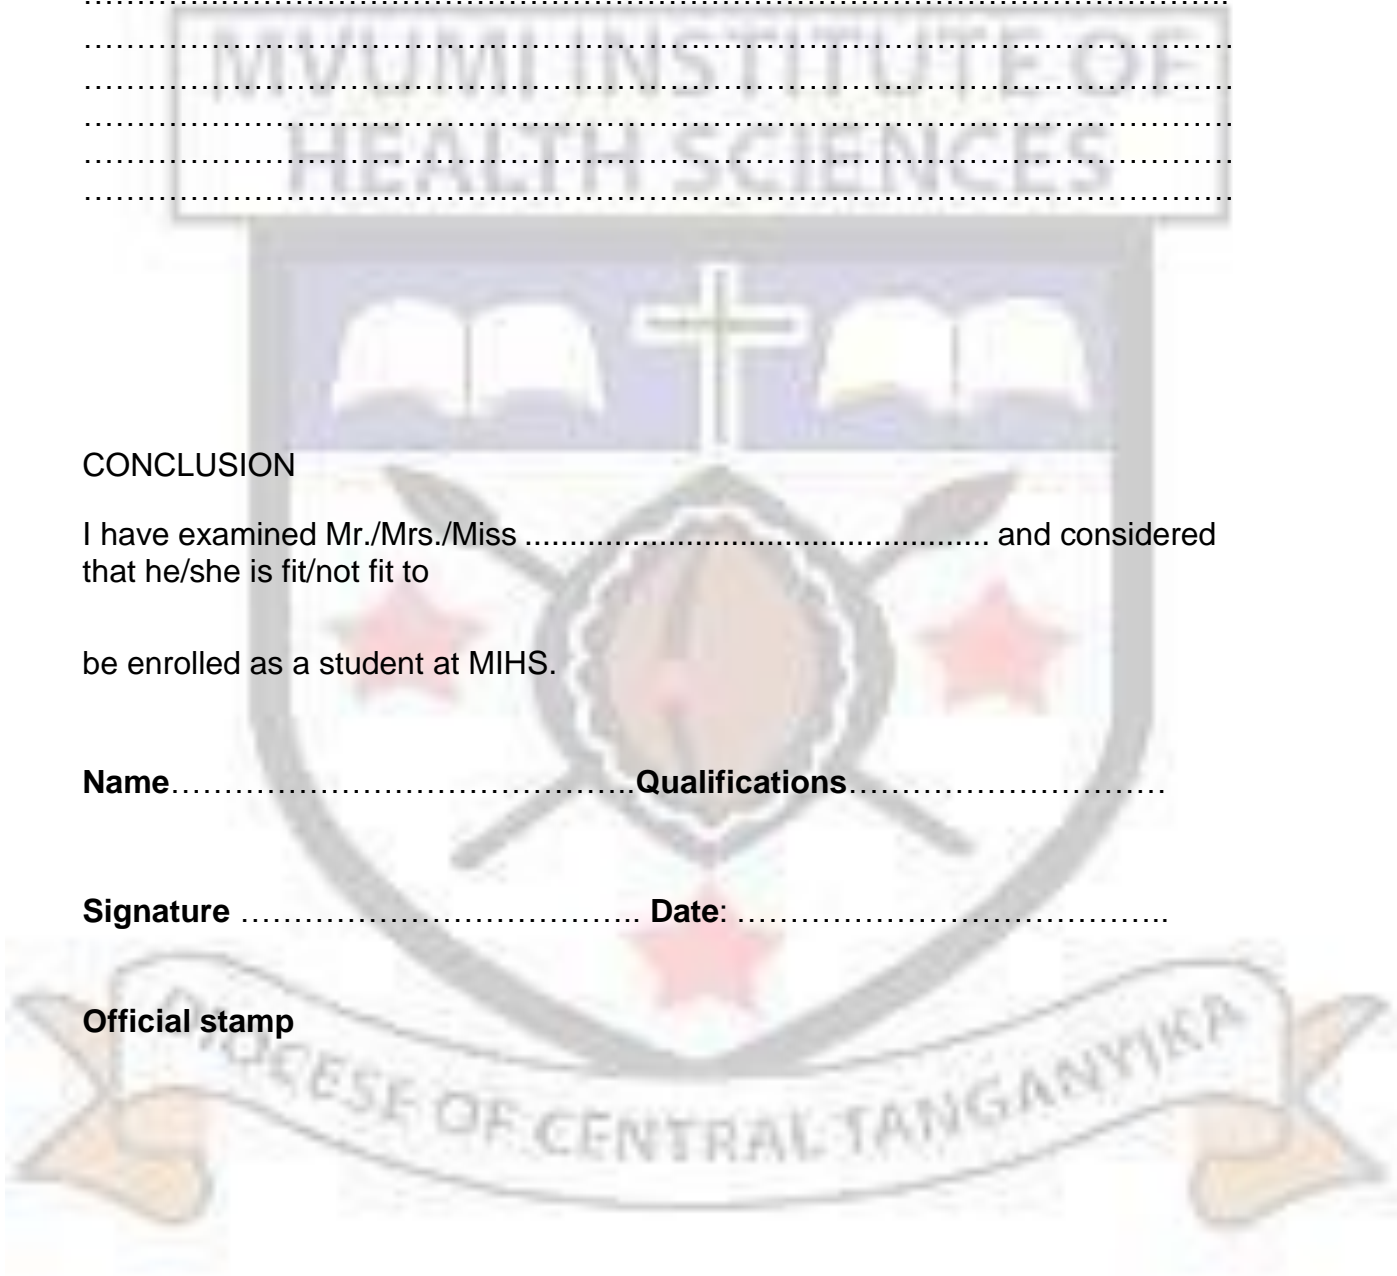 ……………………………………………………………………………………………..
MVUMI INSTITUTE OF
………………………………………………………………………………………………
………………………………………………………………………………………………
………………………………………………………………………………………………
HEALTH SCIENCES
………………………………………………………………………………………………
………………………………………………………………………………………………
CONCLUSION
I have examined Mr./Mrs./Miss ...................................................... and considered
that he/she is fit/not fit to
be enrolled as a student at MIHS.
Name…………………………………….Qualifications…………………………
Signature ……………………………….. Date: …………………………………..
Official stamp
DIOCESE OF CENTRAL TANGANYIKA